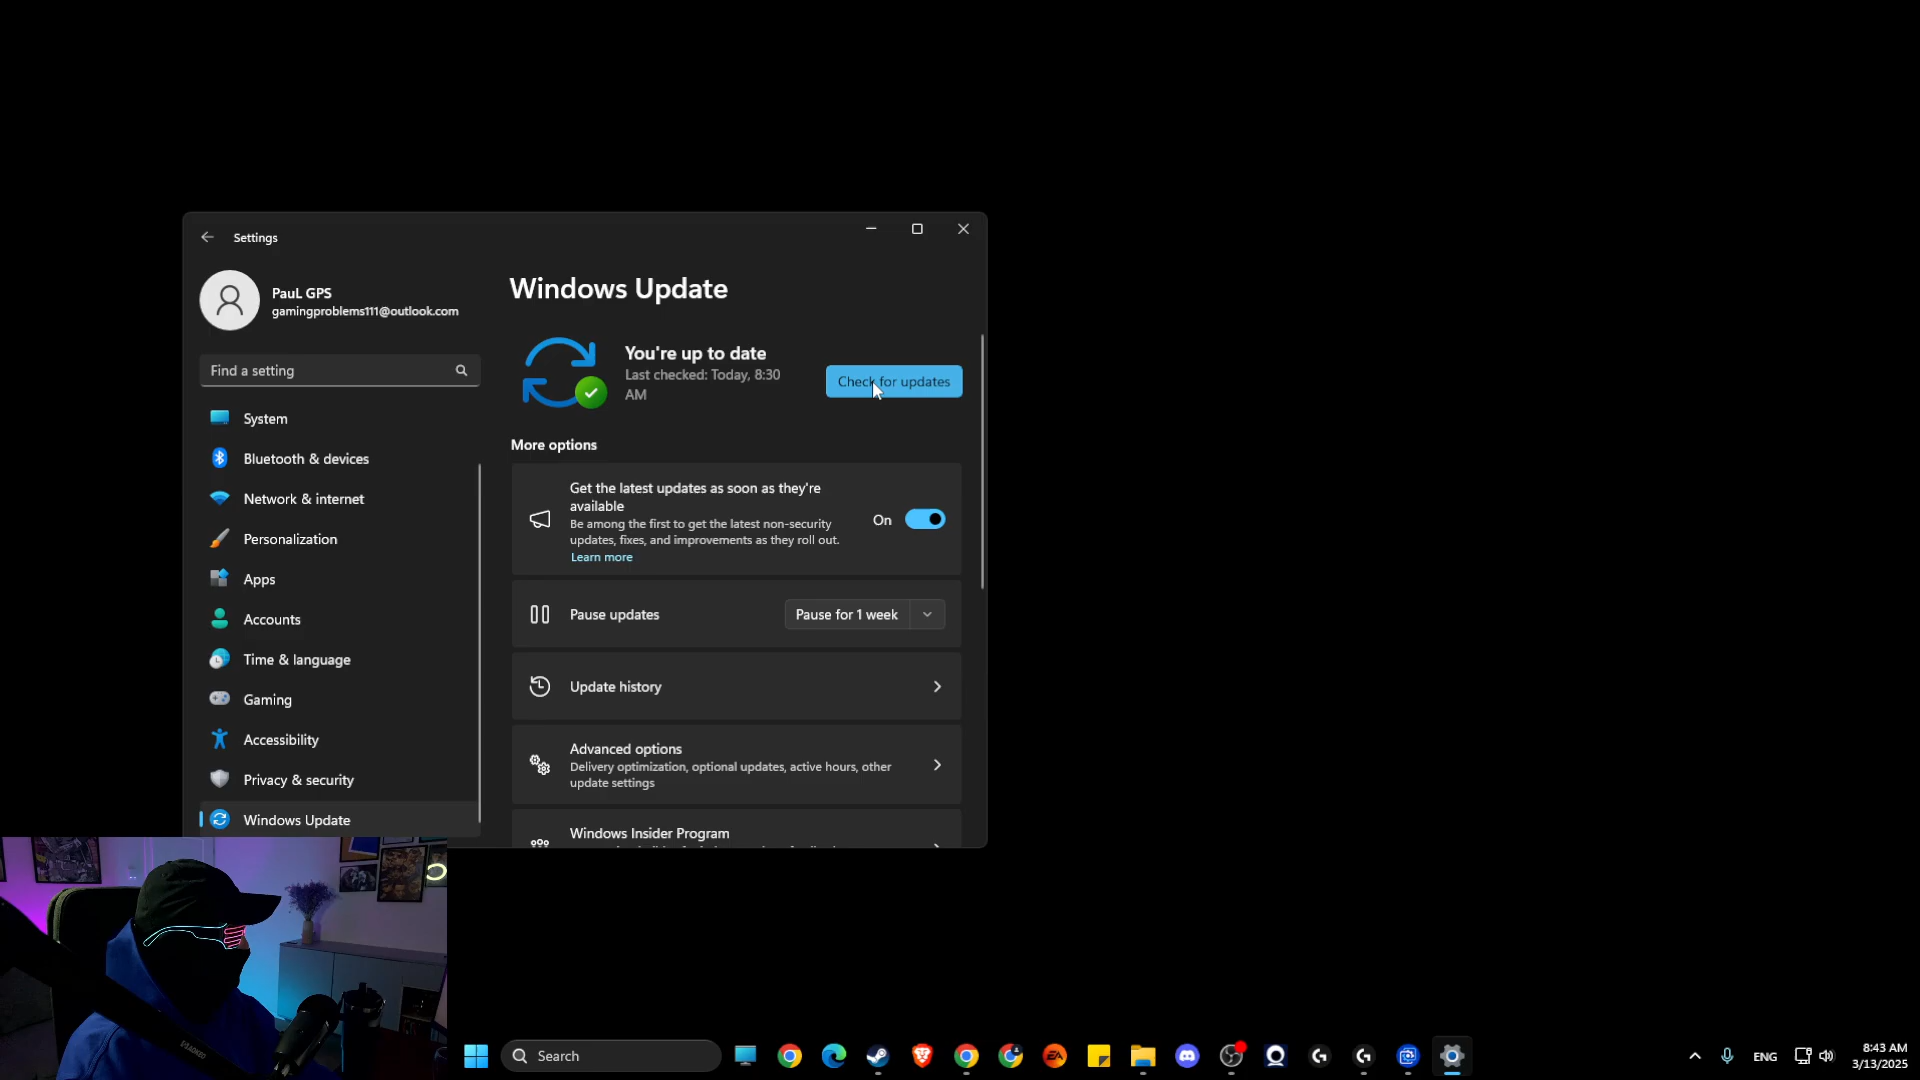 Settings
PauL GPS
gamingproblems111@outlook.com
Find a setting
System
Bluetooth & devices
Network & internet
Personalization
Apps
Accounts
Time & language
Gaming
Accessibility
Privacy & security
Windows Update
Windows Update
You're up to date
Last checked: Today, 8:30
AM
Check for updates
More options
Get the latest updates as soon as they're
available
Be among the first to get the latest non-security
updates, fixes, and improvements as they roll out.
Learn more
On
Pause updates
Pause for 1 week
Update history
Advanced options
Delivery optimization, optional updates, active hours, other
update settings
Windows Insider Program
Search
EA
ENG
8:43 AM
3/13/2025